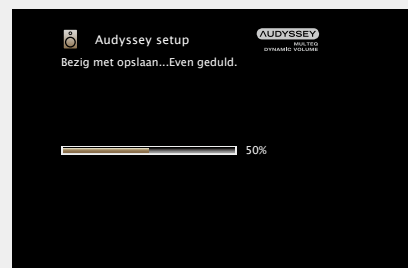 Audyssey setup
AUDYSSEY
MULTEQ
DYNAMIC VOLUME
Bezig met opslaan...Even geduld.
50%